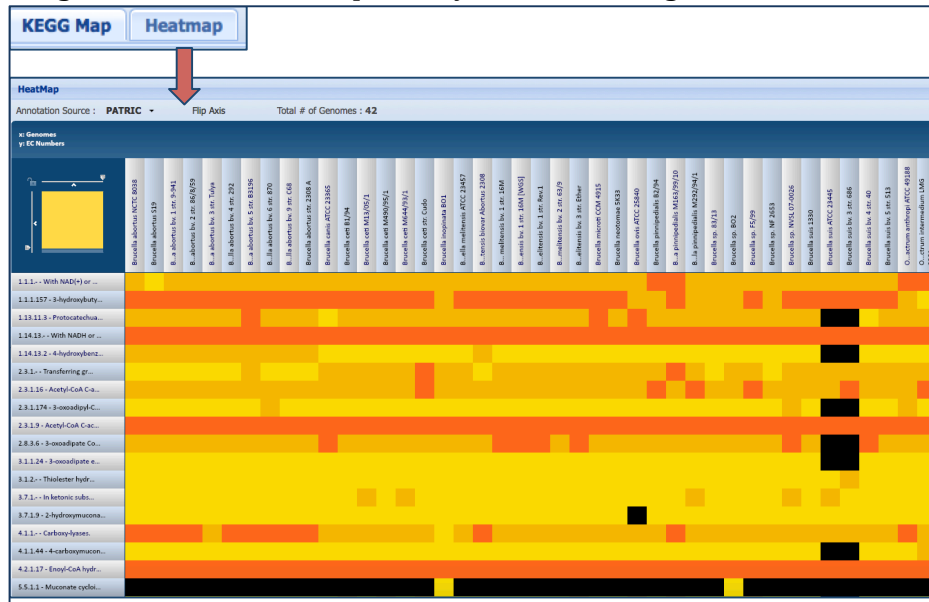 KEGG Map
Heatmap
HeatMap
Annotation Source : PATRIC
Flip Axis
Total # of Genomes : 42
x: Genomes
y: EC Numbers
Brucella abortus NCTC 8038
Brucella abortus S19
B...a abortus bv. 1 str. 9-941
B...abortus bv. 2 str. 86/8/59
B...a abortus bv. 3 str. Tulya
B...lla abortus bv. 4 str. 292
B... abortus bv. 5 str. B3196
B...lla abortus bv. 6 str. 870
B...lla abortus bv. 9 str. C68
Brucella abortus str. 2308 A
Brucella canis ATCC 23365
Brucella ceti B1/94
Brucella ceti M13/05/1
Brucella ceti M490/95/1
Brucella ceti M644/93/1
Brucella ceti str. Cudo
Brucella inopinata BO1
B...ella melitensis ATCC 23457
B...tensis biovar Abortus 2308
B...melitensis bv. 1 str. 16M
B...ensis bv. 1 str. 16M [WGS]
B...elitensis bv. 1 str. Rev.1
B...melitensis bv. 2 str. 63/9
B...elitensis bv. 3 str. Ether
Brucella microti CCM 4915
Brucella neotomae 5K33
Brucella ovis ATCC 25840
Brucella pinnipedialis B2/94
B...a pinnipedialis M163/99/10
B...la pinnipedialis M292/94/1
Brucella sp. 83/13
Brucella sp. BO2
Brucella sp. F5/99
Brucella sp. NF 2653
Brucella sp. NVSL 07-0026
Brucella suis 1330
Brucella suis ATCC 23445
Brucella suis bv. 3 str. 686
Brucella suis bv. 4 str. 40
Brucella suis bv. 5 str. 513
O...ctrum anthropi ATCC 49188
O...ctrum intermedium LMG
1.1.1.- - With NAD(+) or ...
1.1.1.157 - 3-hydroxybuty...
1.13.11.3 - Protocatechua...
1.14.13.- - With NADH or ...
1.14.13.2 - 4-hydroxybenz...
2.3.1.- - Transferring gr...
2.3.1.16 - Acetyl-CoA C-a...
2.3.1.174 - 3-oxoadipyl-C...
2.3.1.9 - Acetyl-CoA C-ac...
2.8.3.6 - 3-oxoadipate Co...
3.1.1.24 - 3-oxoadipate e...
3.1.2.- - Thiolester hydr...
3.7.1.- - In ketonic subs...
3.7.1.9 - 2-hydroxymucona...
4.1.1.- - Carboxy-lyases.
4.1.1.44 - 4-carboxymucon...
4.2.1.17 - Enoyl-CoA hydr...
5.5.1.1 - Muconate cycloi...